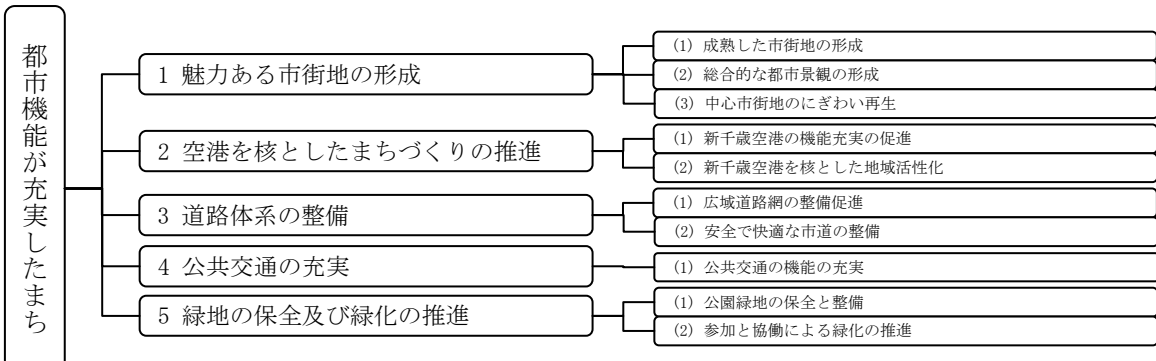 都市機能が充実したまち
1 魅力ある市街地の形成
(1) 成熟した市街地の形成
(2) 総合的な都市景観の形成
(3) 中心市街地のにぎわい再生
2 空港を核としたまちづくりの推進
(1) 新千歳空港の機能充実の促進
(2) 新千歳空港を核とした地域活性化
3 道路体系の整備
(1) 広域道路網の整備促進
(2) 安全で快適な市道の整備
4 公共交通の充実
(1) 公共交通の機能の充実
5 緑地の保全及び緑化の推進
(1) 公園緑地の保全と整備
(2) 参加と協働による緑化の推進